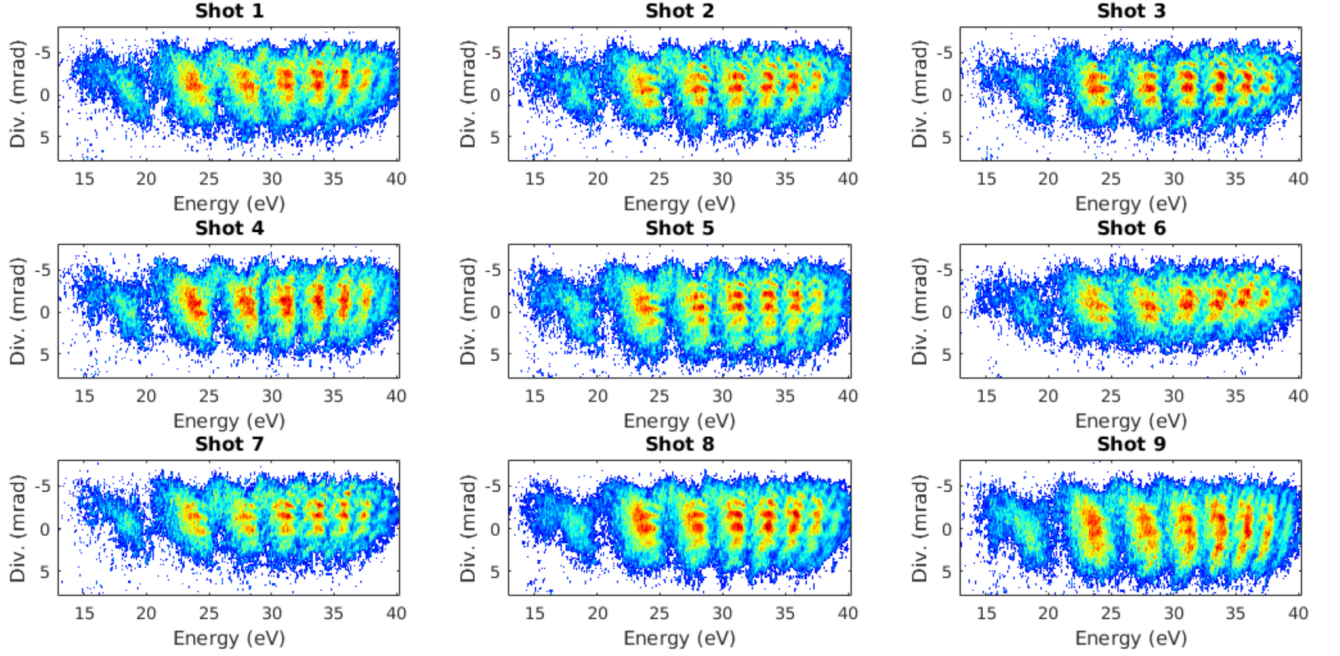 Shot 1
Shot 2
Shot 3
Div. (mrad)
-5
0
5
15 20 25 30 35 40
Energy (eV)
Div. (mrad)
-5
0
5
15 20 25 30 35 40
Energy (eV)
Div. (mrad)
-5
0
5
15 20 25 30 35 40
Energy (eV)
Shot 4
Shot 5
Shot 6
Div. (mrad)
-5
0
5
15 20 25 30 35 40
Energy (eV)
Div. (mrad)
-5
0
5
15 20 25 30 35 40
Energy (eV)
Div. (mrad)
-5
0
5
15 20 25 30 35 40
Energy (eV)
Shot 7
Shot 8
Shot 9
Div. (mrad)
-5
0
5
15 20 25 30 35 40
Energy (eV)
Div. (mrad)
-5
0
5
15 20 25 30 35 40
Energy (eV)
Div. (mrad)
-5
0
5
15 20 25 30 35 40
Energy (eV)